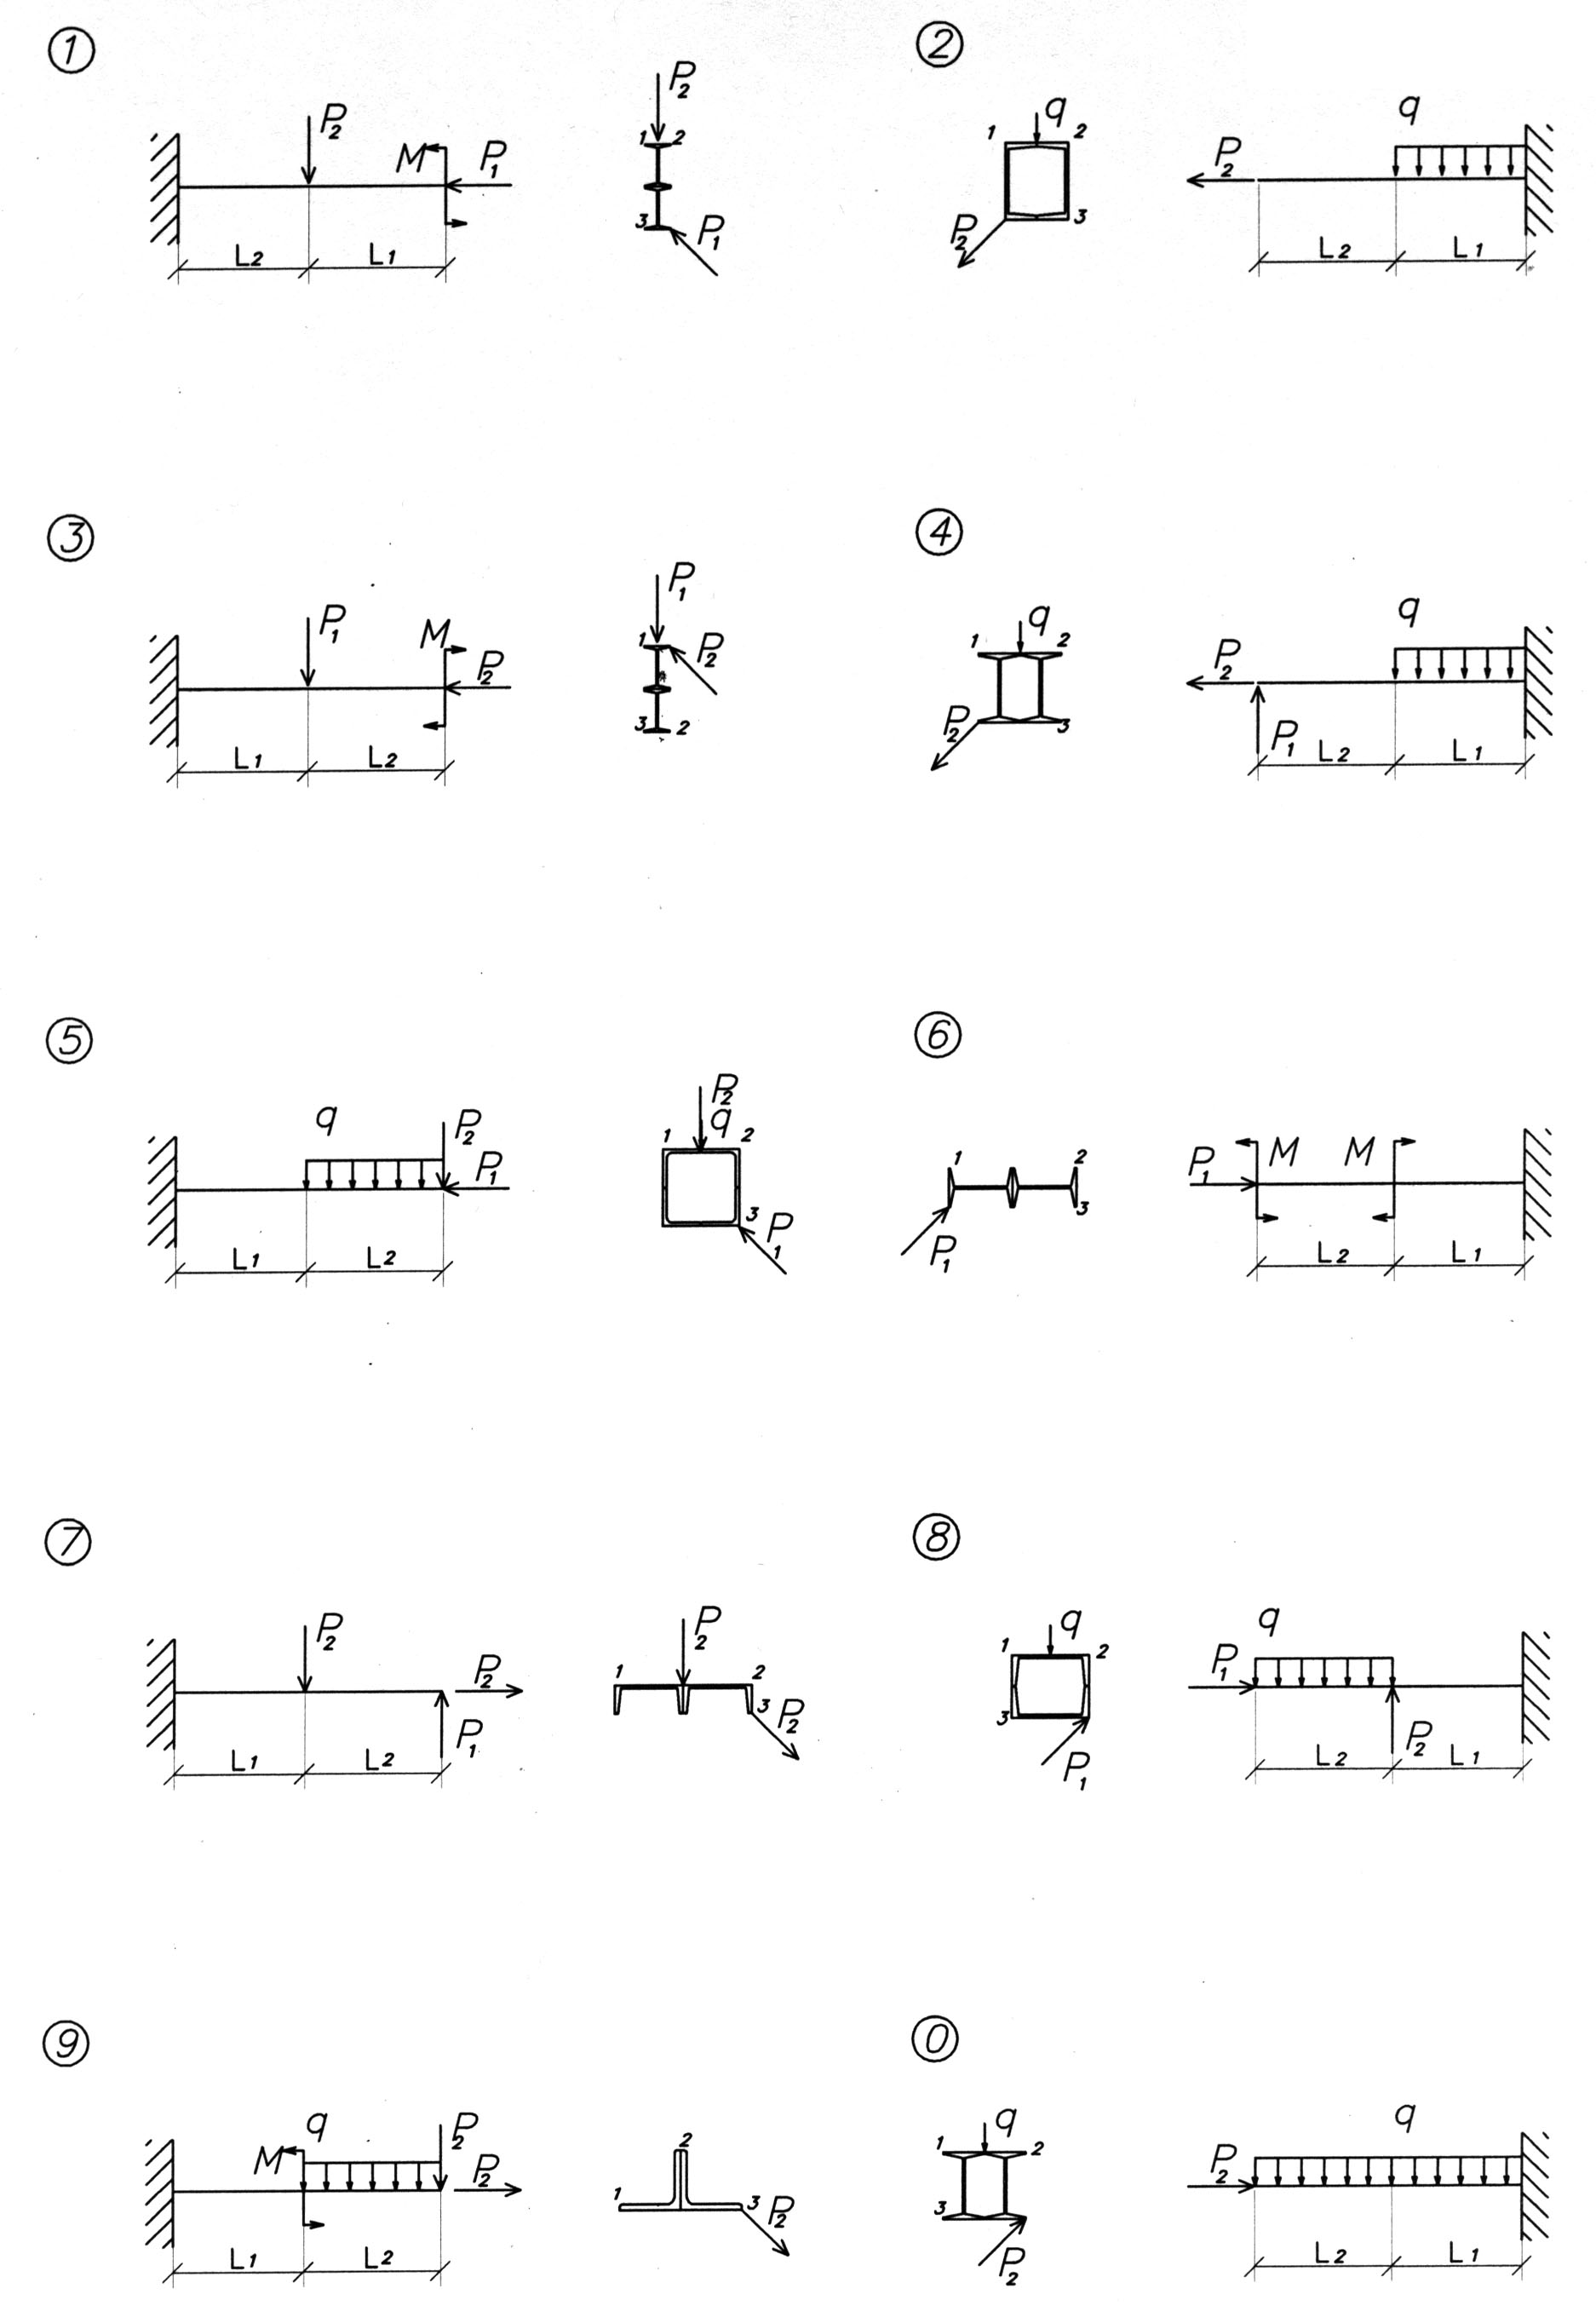 1
P2 M P1
L2 L1
P2
1 2
3 P1
2
1 q 2
P2 3
P2 q
L2 L1
3
P1 M P2
L1 L2
P1
1 P2
3 2
4
1 q 2
P2 3
P2 q
P1 L2 L1
5
q P2 P1
L1 L2
P2
1 q 2
3 P1
6
1 2
3
P1
P1 M M
L2 L1
7
P2 P2
P1
L1 L2
P2
1 2
3 P2
8
q
1 2
3
P1
q
P1
P2
L2 L1
9
M q P2
P2
L1 L2
2
1 3 P2
0
q
1 2
3
P2
q
P2
L2 L1